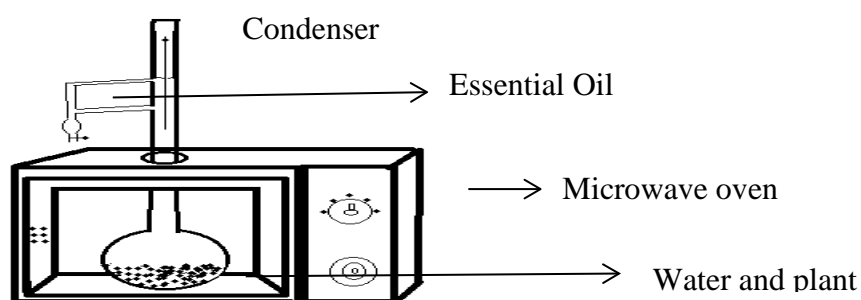 Condenser
Essential Oil
Microwave oven
Water and plant